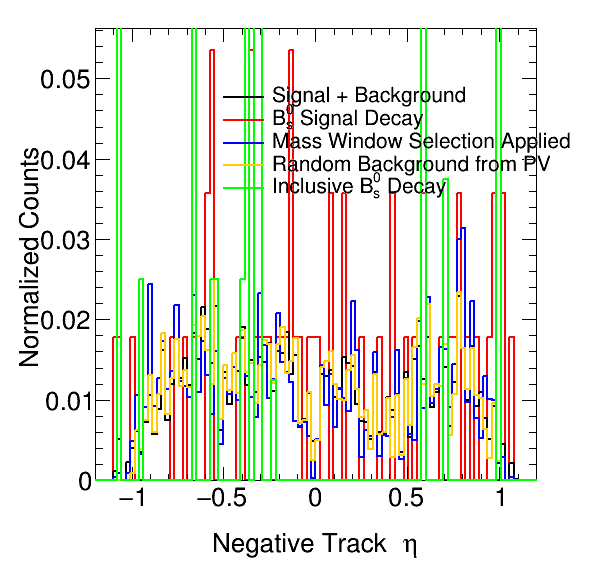 0.05
0.04
0.03
0.02
0.01
0
Normalized Counts
Signal + Background
B⁰ₛ Signal Decay
Mass Window Selection Applied
Random Background from PV
Inclusive B⁰ₛ Decay
−1 −0.5 0 0.5 1
Negative Track η